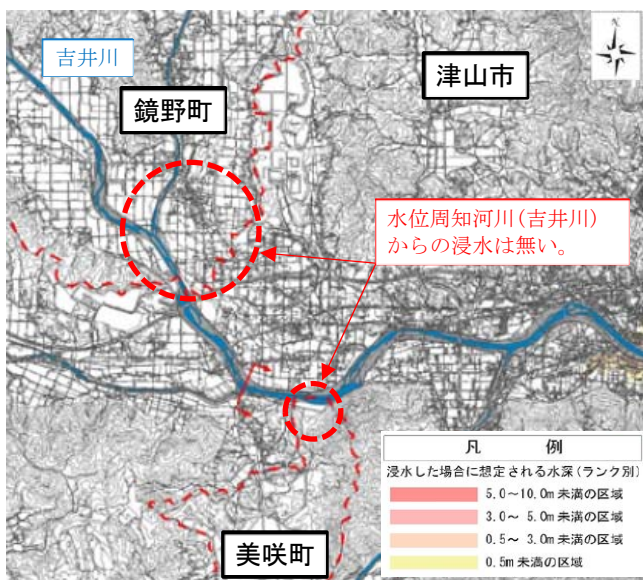 吉井川
鏡野町
津山市
水位周知河川(吉井川)
からの浸水は無い。
美咲町
凡 例
浸水した場合に想定される水深(ランク別)
5.0～10.0m未満の区域
3.0～ 5.0m未満の区域
0.5～ 3.0m未満の区域
0.5m未満の区域